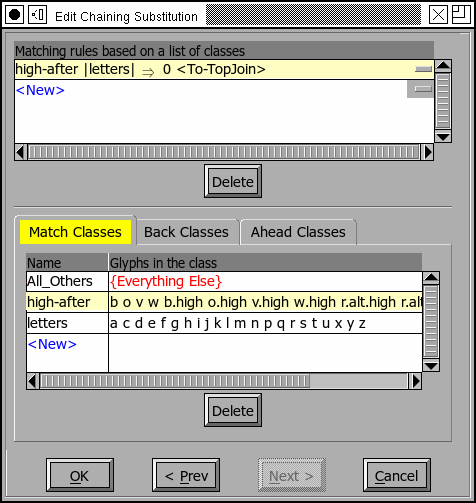 Edit Chaining Substitution
Matching rules based on a list of classes
high-after |letters| ⇒ 0 <To-TopJoin>
<New>
Delete
Match Classes Back Classes Ahead Classes
Name Glyphs in the class
All_Others {Everything Else}
high-after b o v w b.high o.high v.high w.high r.alt.high r.alt
letters a c d e f g h i j k l m n p q r s t u x y z
<New>
Delete
OK < Prev Next > Cancel